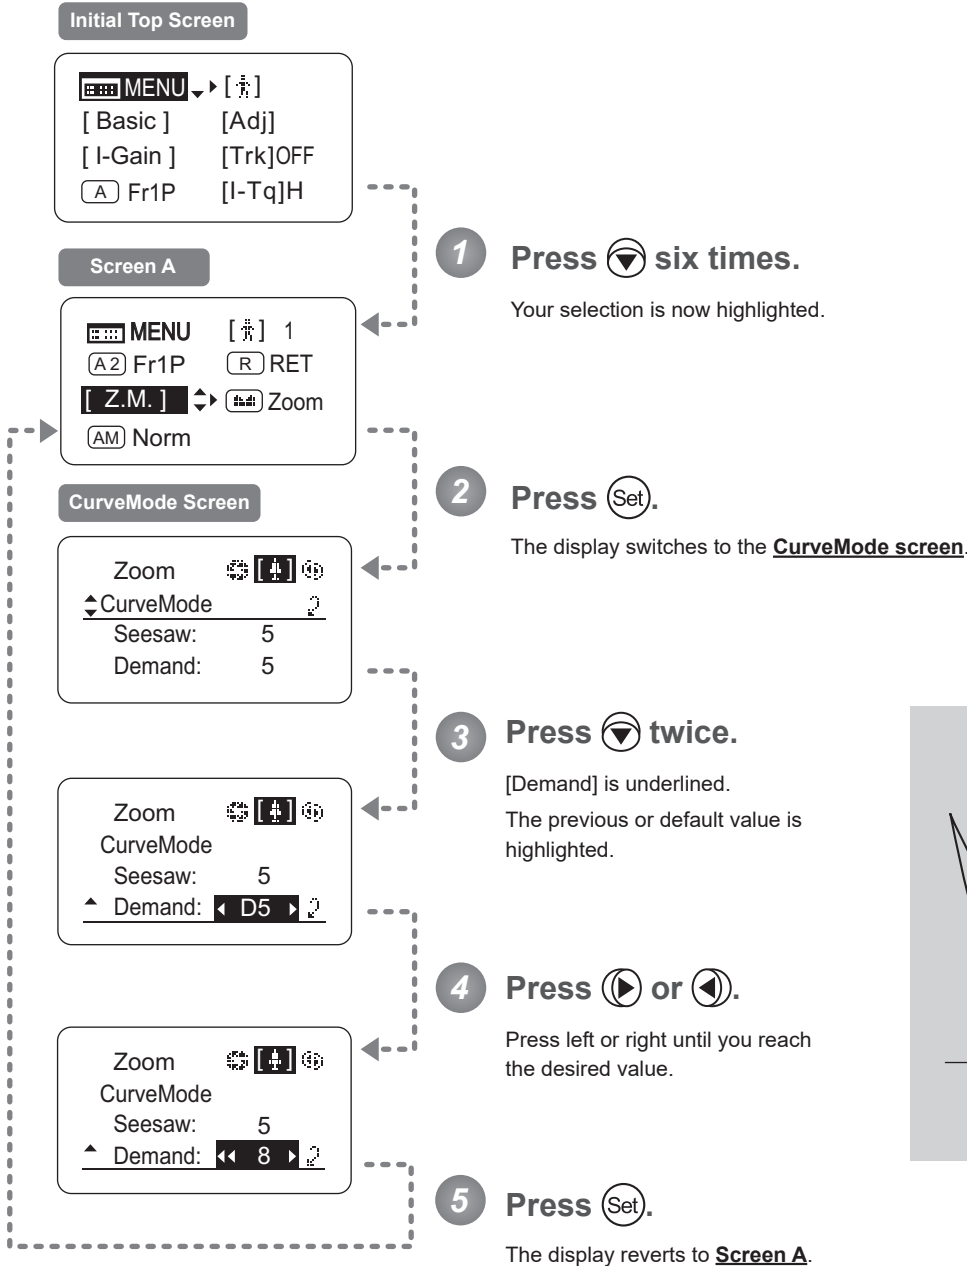 Initial Top Screen
MENU [ ]
[ Basic ] [Adj]
[ I-Gain ] [Trk]OFF
A Fr1P [I-Tq]H
1 Press six times.
Your selection is now highlighted.
Screen A
MENU [ ] 1
A2 Fr1P R RET
[ Z.M. ] Zoom
AM Norm
2 Press Set.
The display switches to the CurveMode screen.
CurveMode Screen
Zoom [ ]
CurveMode
Seesaw: 5
Demand: 5
3 Press twice.
[Demand] is underlined.
The previous or default value is
highlighted.
Zoom [ ]
CurveMode
Seesaw: 5
Demand: D5
4 Press or .
Press left or right until you reach
the desired value.
Zoom [ ]
CurveMode
Seesaw: 5
Demand: 8
5 Press Set.
The display reverts to Screen A.